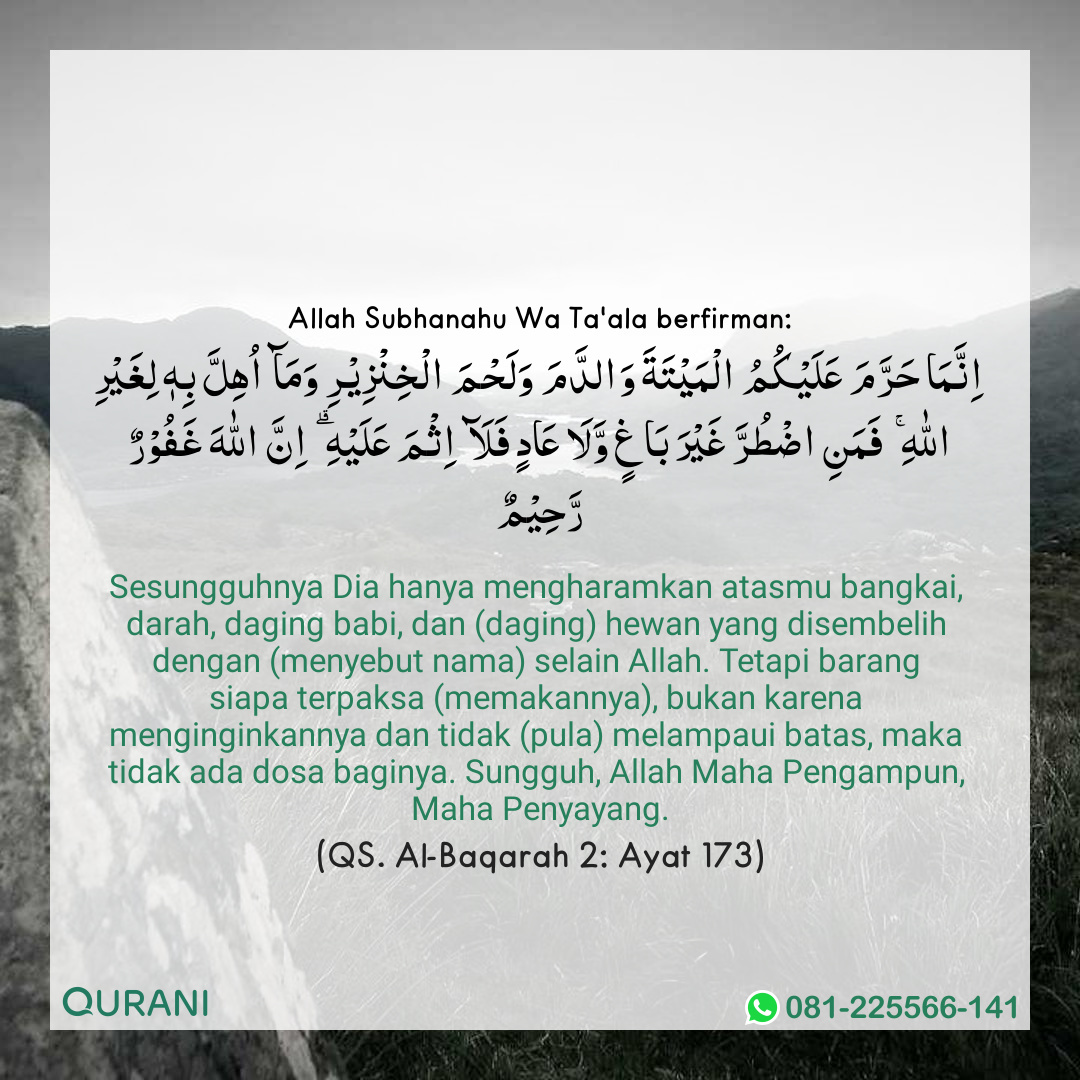 Allah Subhanahu Wa Ta'ala berfirman:
اِنَّمَا حَرَّمَ عَلَيْکُمُ الْمَيْتَةَ وَالدَّمَ وَلَحْمَ الْخِنْزِيْرِ وَمَاۤ اُهِلَّ بِهٖ لِغَيْرِ
اللّٰهِ ۚ فَمَنِ اضْطُرَّ غَيْرَ بَا غٍ وَّلَا عَا دٍ فَلَاۤ اِثْمَ عَلَيْهِ ۗ اِنَّ اللّٰهَ غَفُوْرٌ
رَّحِيْمٌ
Sesungguhnya Dia hanya mengharamkan atasmu bangkai,
darah, daging babi, dan (daging) hewan yang disembelih
dengan (menyebut nama) selain Allah. Tetapi barang
siapa terpaksa (memakannya), bukan karena
menginginkannya dan tidak (pula) melampaui batas, maka
tidak ada dosa baginya. Sungguh, Allah Maha Pengampun,
Maha Penyayang.
(QS. Al-Baqarah 2: Ayat 173)
QURANI
081-225566-141